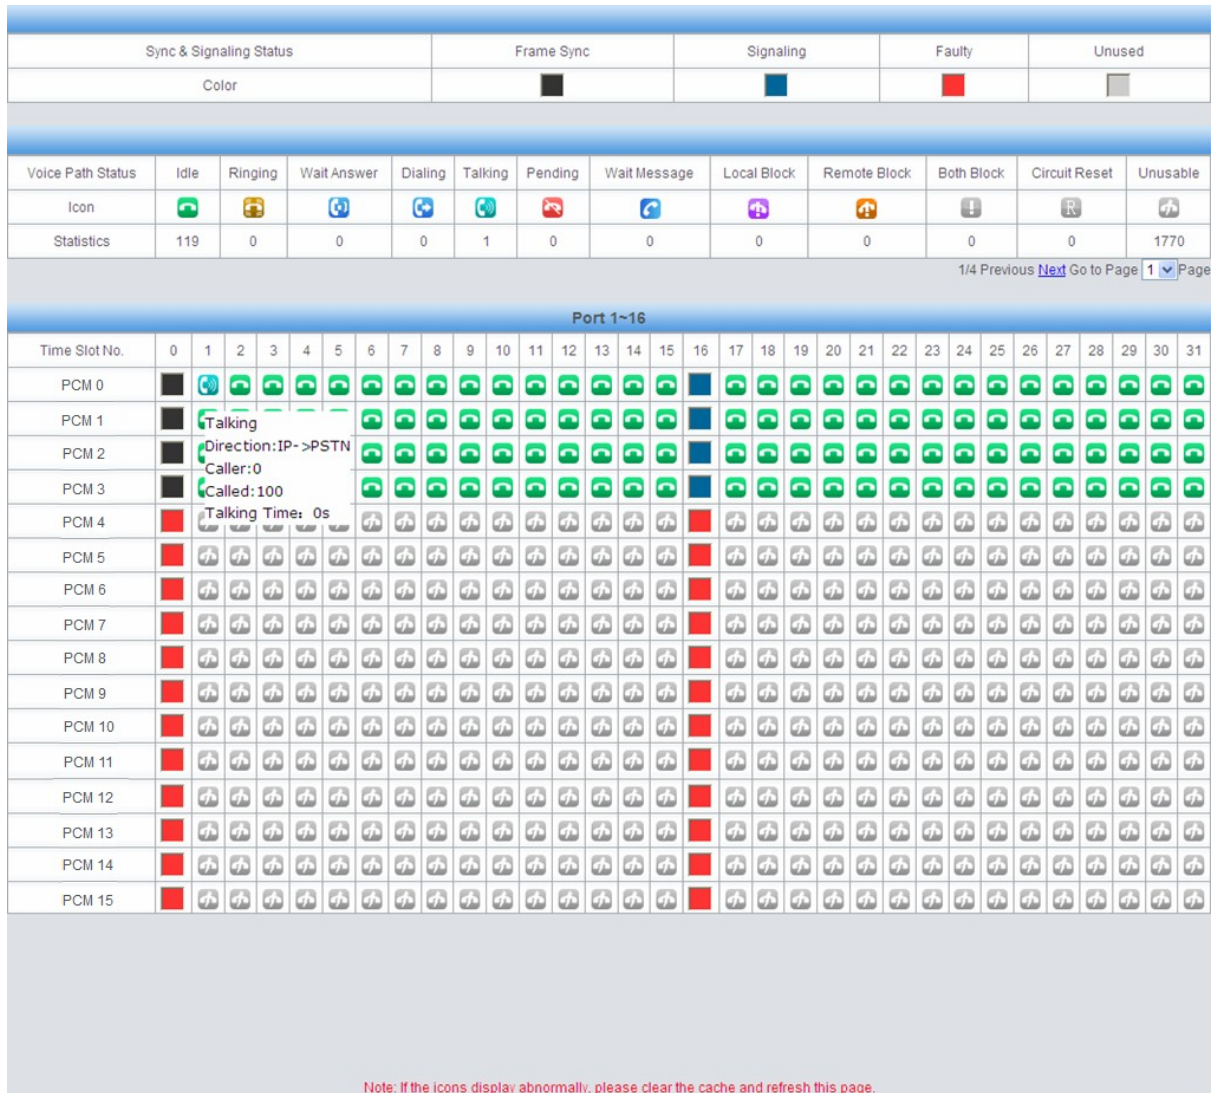 Sync & Signaling Status Frame Sync Signaling Faulty Unused
Color
Voice Path Status Idle Ringing Wait Answer Dialing Talking Pending Wait Message Local Block Remote Block Both Block Circuit Reset Unusable
Icon
Statistics 119 0 0 0 1 0 0 0 0 0 0 1770
1/4 Previous Next Go to Page 1 Page
Port 1~16
Time Slot No. 0 1 2 3 4 5 6 7 8 9 10 11 12 13 14 15 16 17 18 19 20 21 22 23 24 25 26 27 28 29 30 31
PCM 0
PCM 1
Talking
Direction:IP->PSTN
PCM 2
Caller:0
PCM 3
Called:100
Talking Time: 0s
PCM 4
PCM 5
PCM 6
PCM 7
PCM 8
PCM 9
PCM 10
PCM 11
PCM 12
PCM 13
PCM 14
PCM 15
Note: If the icons display abnormally, please clear the cache and refresh this page.